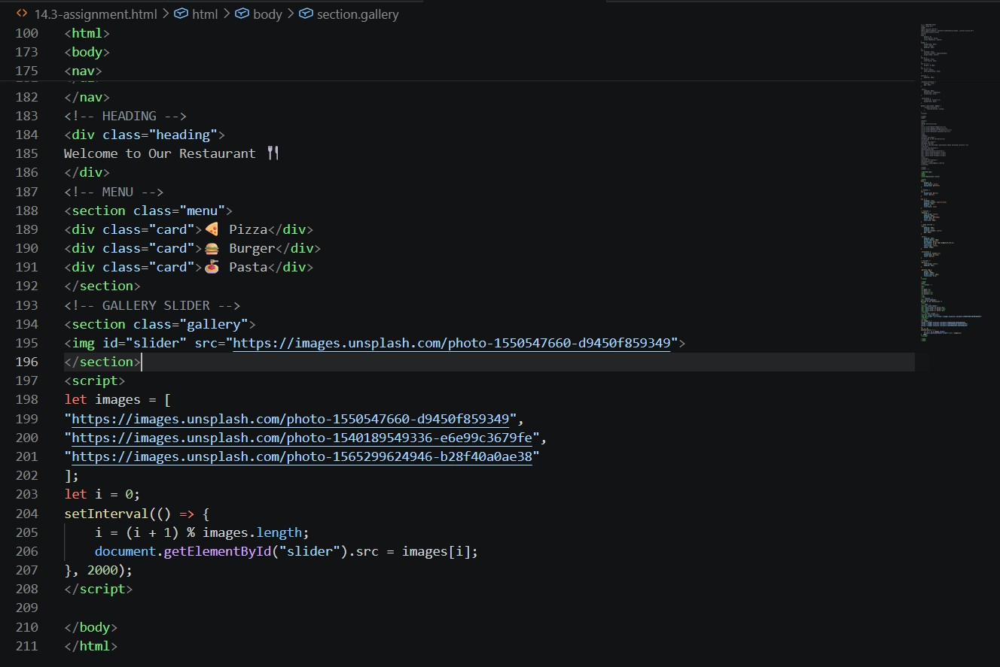 14.3-assignment.html > html > body > section.gallery
100 <html>
173 <body>
175 <nav>
182 </nav>
183 <!-- HEADING -->
184 <div class="heading">
185 Welcome to Our Restaurant 🍴
186 </div>
187 <!-- MENU -->
188 <section class="menu">
189 <div class="card">🍕 Pizza</div>
190 <div class="card">🍔 Burger</div>
191 <div class="card">🍝 Pasta</div>
192 </section>
193 <!-- GALLERY SLIDER -->
194 <section class="gallery">
195 <img id="slider" src="https://images.unsplash.com/photo-1550547660-d9450f859349">
196 </section>
197 <script>
198 let images = [
199 "https://images.unsplash.com/photo-1550547660-d9450f859349",
200 "https://images.unsplash.com/photo-1540189549336-e6e99c3679fe",
201 "https://images.unsplash.com/photo-1565299624946-b28f40a0ae38"
202 ];
203 let i = 0;
204 setInterval(() => {
205 i = (i + 1) % images.length;
206 document.getElementById("slider").src = images[i];
207 }, 2000);
208 </script>
209
210 </body>
211 </html>